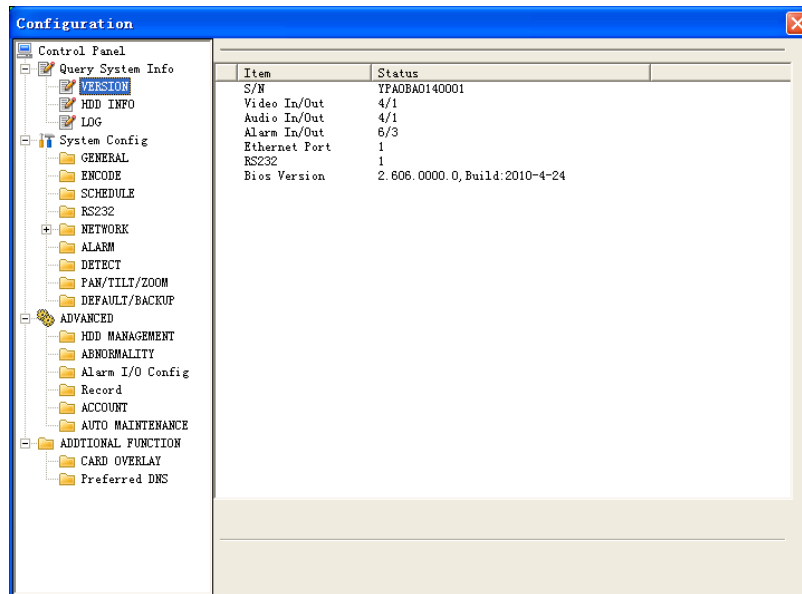 Configuration
Control Panel
Query System Info
VERSION
HDD INFO
LOG
System Config
GENERAL
ENCODE
SCHEDULE
RS232
NETWORK
ALARM
DETECT
PAN/TILT/ZOOM
DEFAULT/BACKUP
ADVANCED
HDD MANAGEMENT
ABNORMALITY
Alarm I/O Config
Record
ACCOUNT
AUTO MAINTENANCE
ADDTIONAL FUNCTION
CARD OVERLAY
Preferred DNS
Item Status
S/N YPA0BA0140001
Video In/Out 4/1
Audio In/Out 4/1
Alarm In/Out 6/3
Ethernet Port 1
RS232 1
Bios Version 2.606.0000.0,Build:2010-4-24